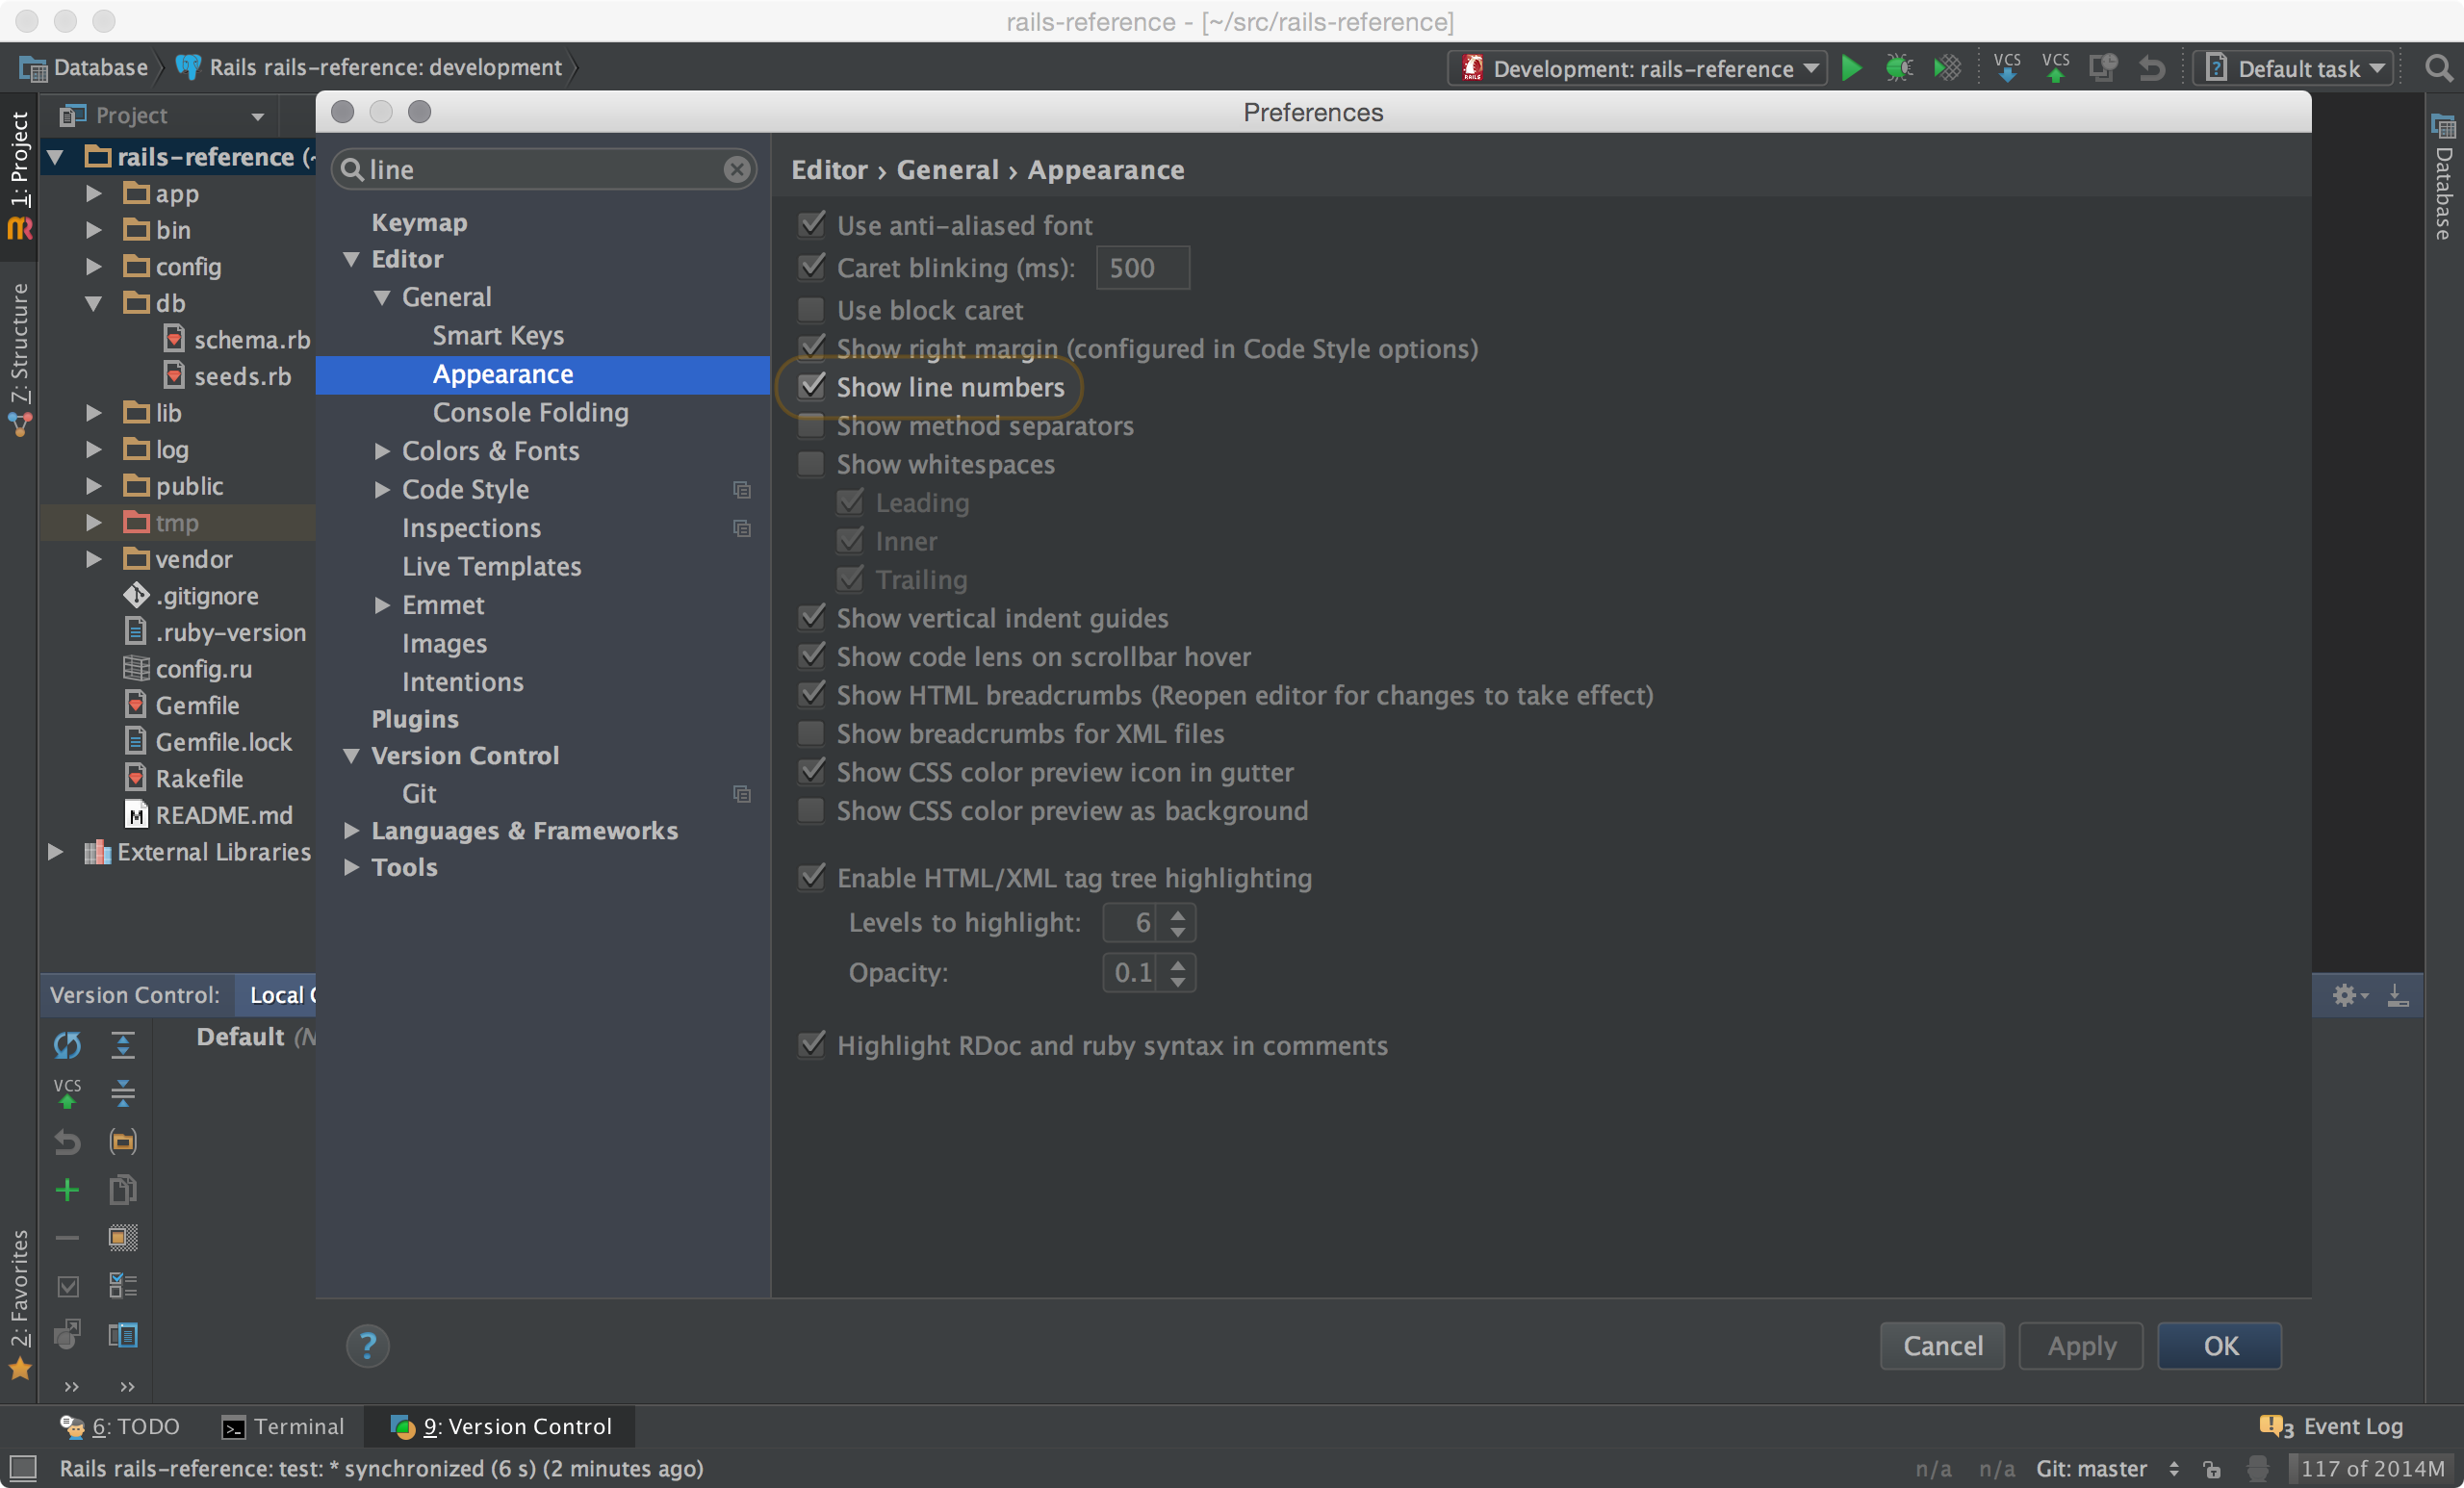 rails-reference - [~/src/rails-reference]
Database
Rails rails-reference: development
Development: rails-reference
VCS
VCS
Default task
1: Project
7: Structure
2: Favorites
Project
rails-reference (~
app
bin
config
db
schema.rb
seeds.rb
lib
log
public
tmp
vendor
.gitignore
.ruby-version
config.ru
Gemfile
Gemfile.lock
Rakefile
README.md
External Libraries
Preferences
line
Keymap
Editor
General
Smart Keys
Appearance
Console Folding
Colors & Fonts
Code Style
Inspections
Live Templates
Emmet
Images
Intentions
Plugins
Version Control
Git
Languages & Frameworks
Tools
Editor › General › Appearance
Use anti-aliased font
Caret blinking (ms): 500
Use block caret
Show right margin (configured in Code Style options)
Show line numbers
Show method separators
Show whitespaces
Leading
Inner
Trailing
Show vertical indent guides
Show code lens on scrollbar hover
Show HTML breadcrumbs (Reopen editor for changes to take effect)
Show breadcrumbs for XML files
Show CSS color preview icon in gutter
Show CSS color preview as background
Enable HTML/XML tag tree highlighting
Levels to highlight: 6
Opacity: 0.1
Highlight RDoc and ruby syntax in comments
?
Cancel
Apply
OK
Database
Version Control:
Local
Default
VCS
6: TODO
Terminal
9: Version Control
3 Event Log
Rails rails-reference: test: * synchronized (6 s) (2 minutes ago)
n/a
n/a
Git: master
117 of 2014M